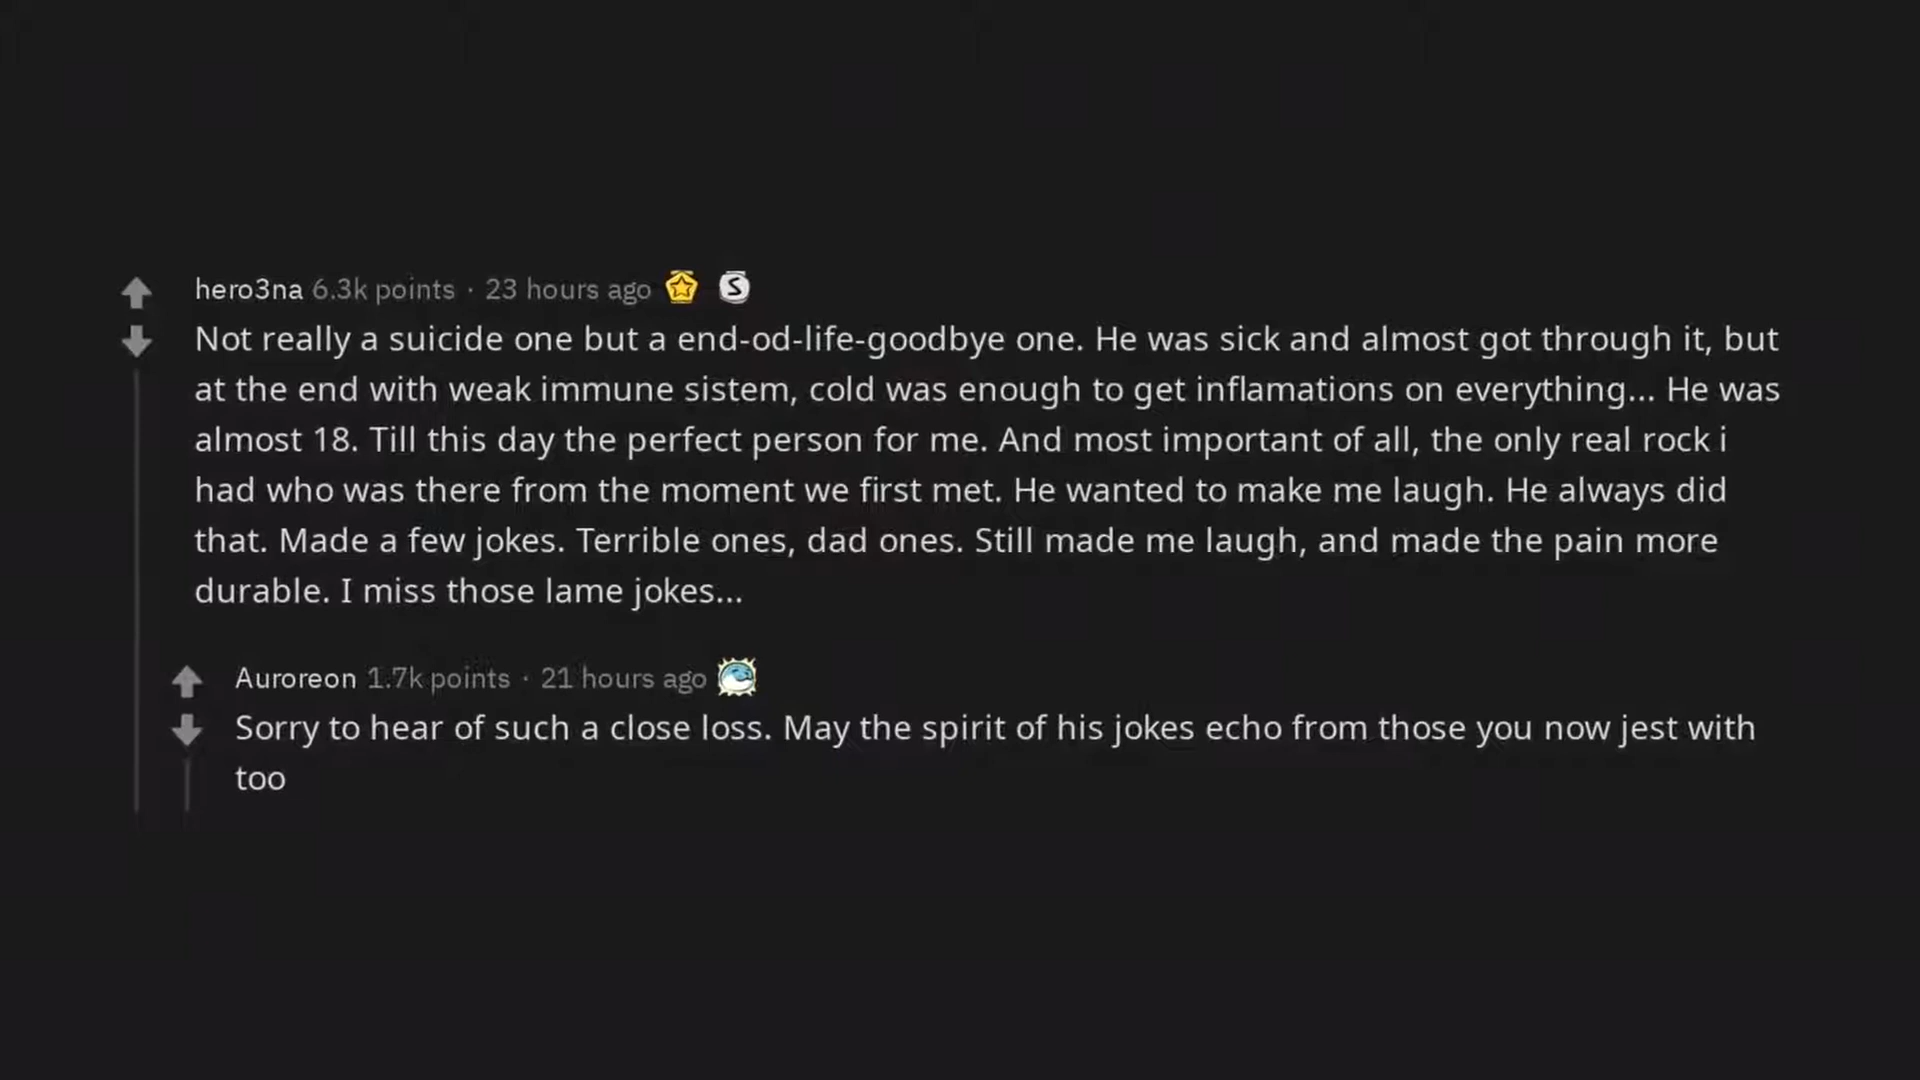 hero3na 6.3k points · 23 hours ago
Not really a suicide one but a end-od-life-goodbye one. He was sick and almost got through it, but
at the end with weak immune sistem, cold was enough to get inflamations on everything... He was
almost 18. Till this day the perfect person for me. And most important of all, the only real rock i
had who was there from the moment we first met. He wanted to make me laugh. He always did
that. Made a few jokes. Terrible ones, dad ones. Still made me laugh, and made the pain more
durable. I miss those lame jokes...
Auroreon 1.7k points · 21 hours ago
Sorry to hear of such a close loss. May the spirit of his jokes echo from those you now jest with
too